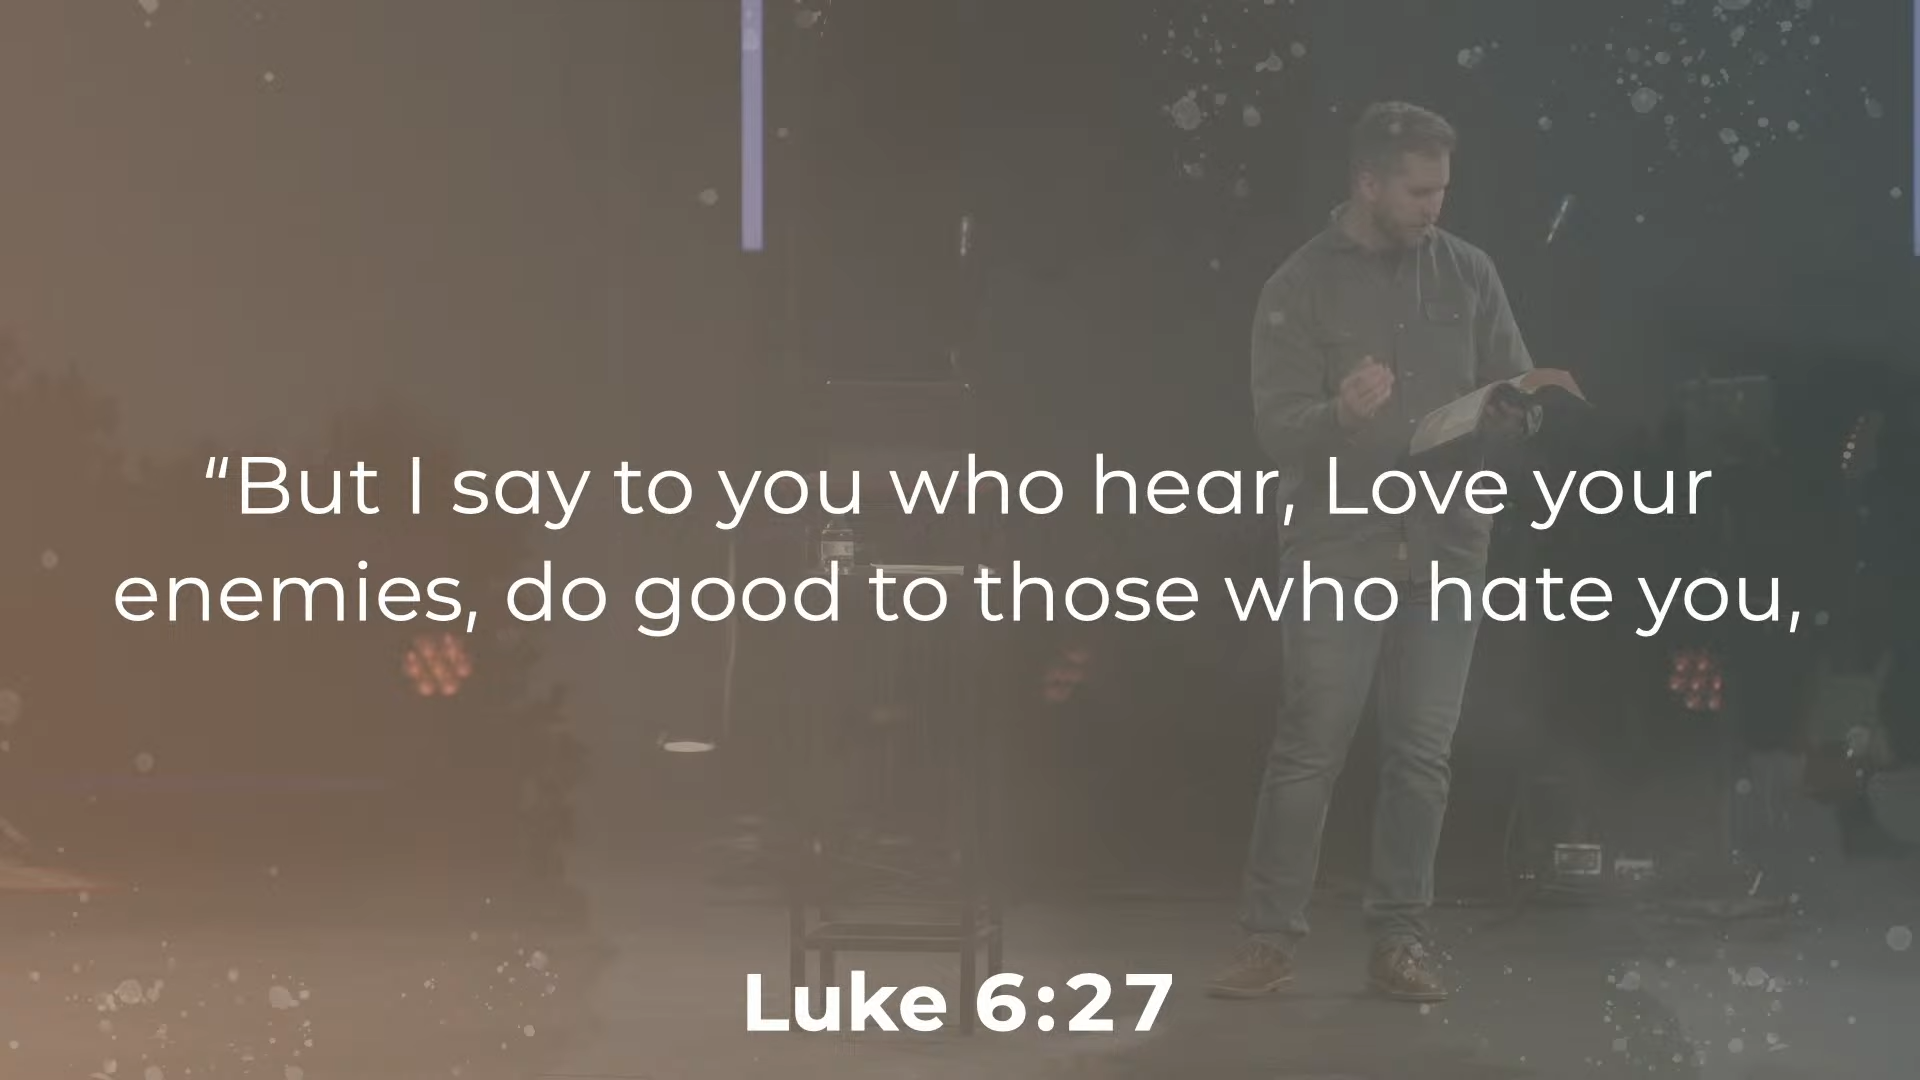 “But I say to you who hear, Love your
enemies, do good to those who hate you,
Luke 6:27